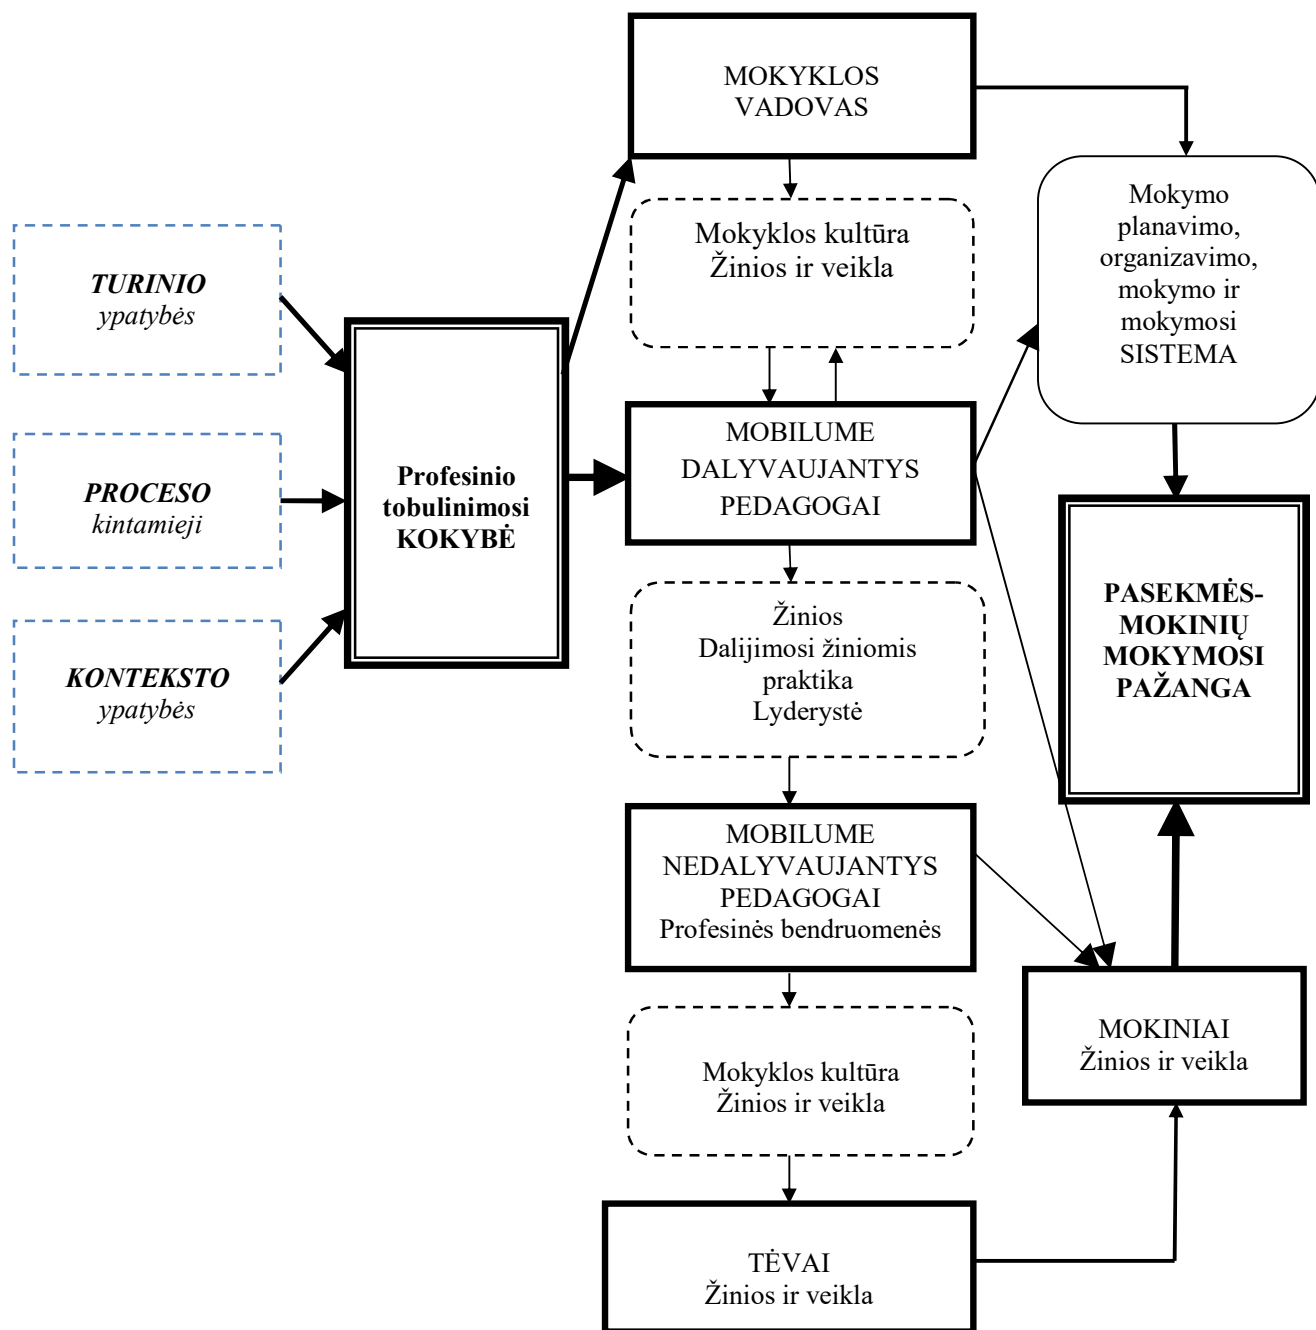 MOKYKLOS
VADOVAS
Mokymo
planavimo,
organizavimo,
mokymo ir
mokymosi
SISTEMA
Mokyklos kultūra
Žinios ir veikla
TURINIO
ypatybės
PROCESO
kintamieji
KONTEKSTO
ypatybės
Profesinio
tobulinimosi
KOKYBĖ
MOBILUME
DALYVAUJANTYS
PEDAGOGAI
Žinios
Dalijimosi žiniomis
praktika
Lyderystė
PASEKMĖS-
MOKINIŲ
MOKYMOSI
PAŽANGA
MOBILUME
NEDALYVAUJANTYS
PEDAGOGAI
Profesinės bendruomenės
Mokyklos kultūra
Žinios ir veikla
MOKINIAI
Žinios ir veikla
TĖVAI
Žinios ir veikla